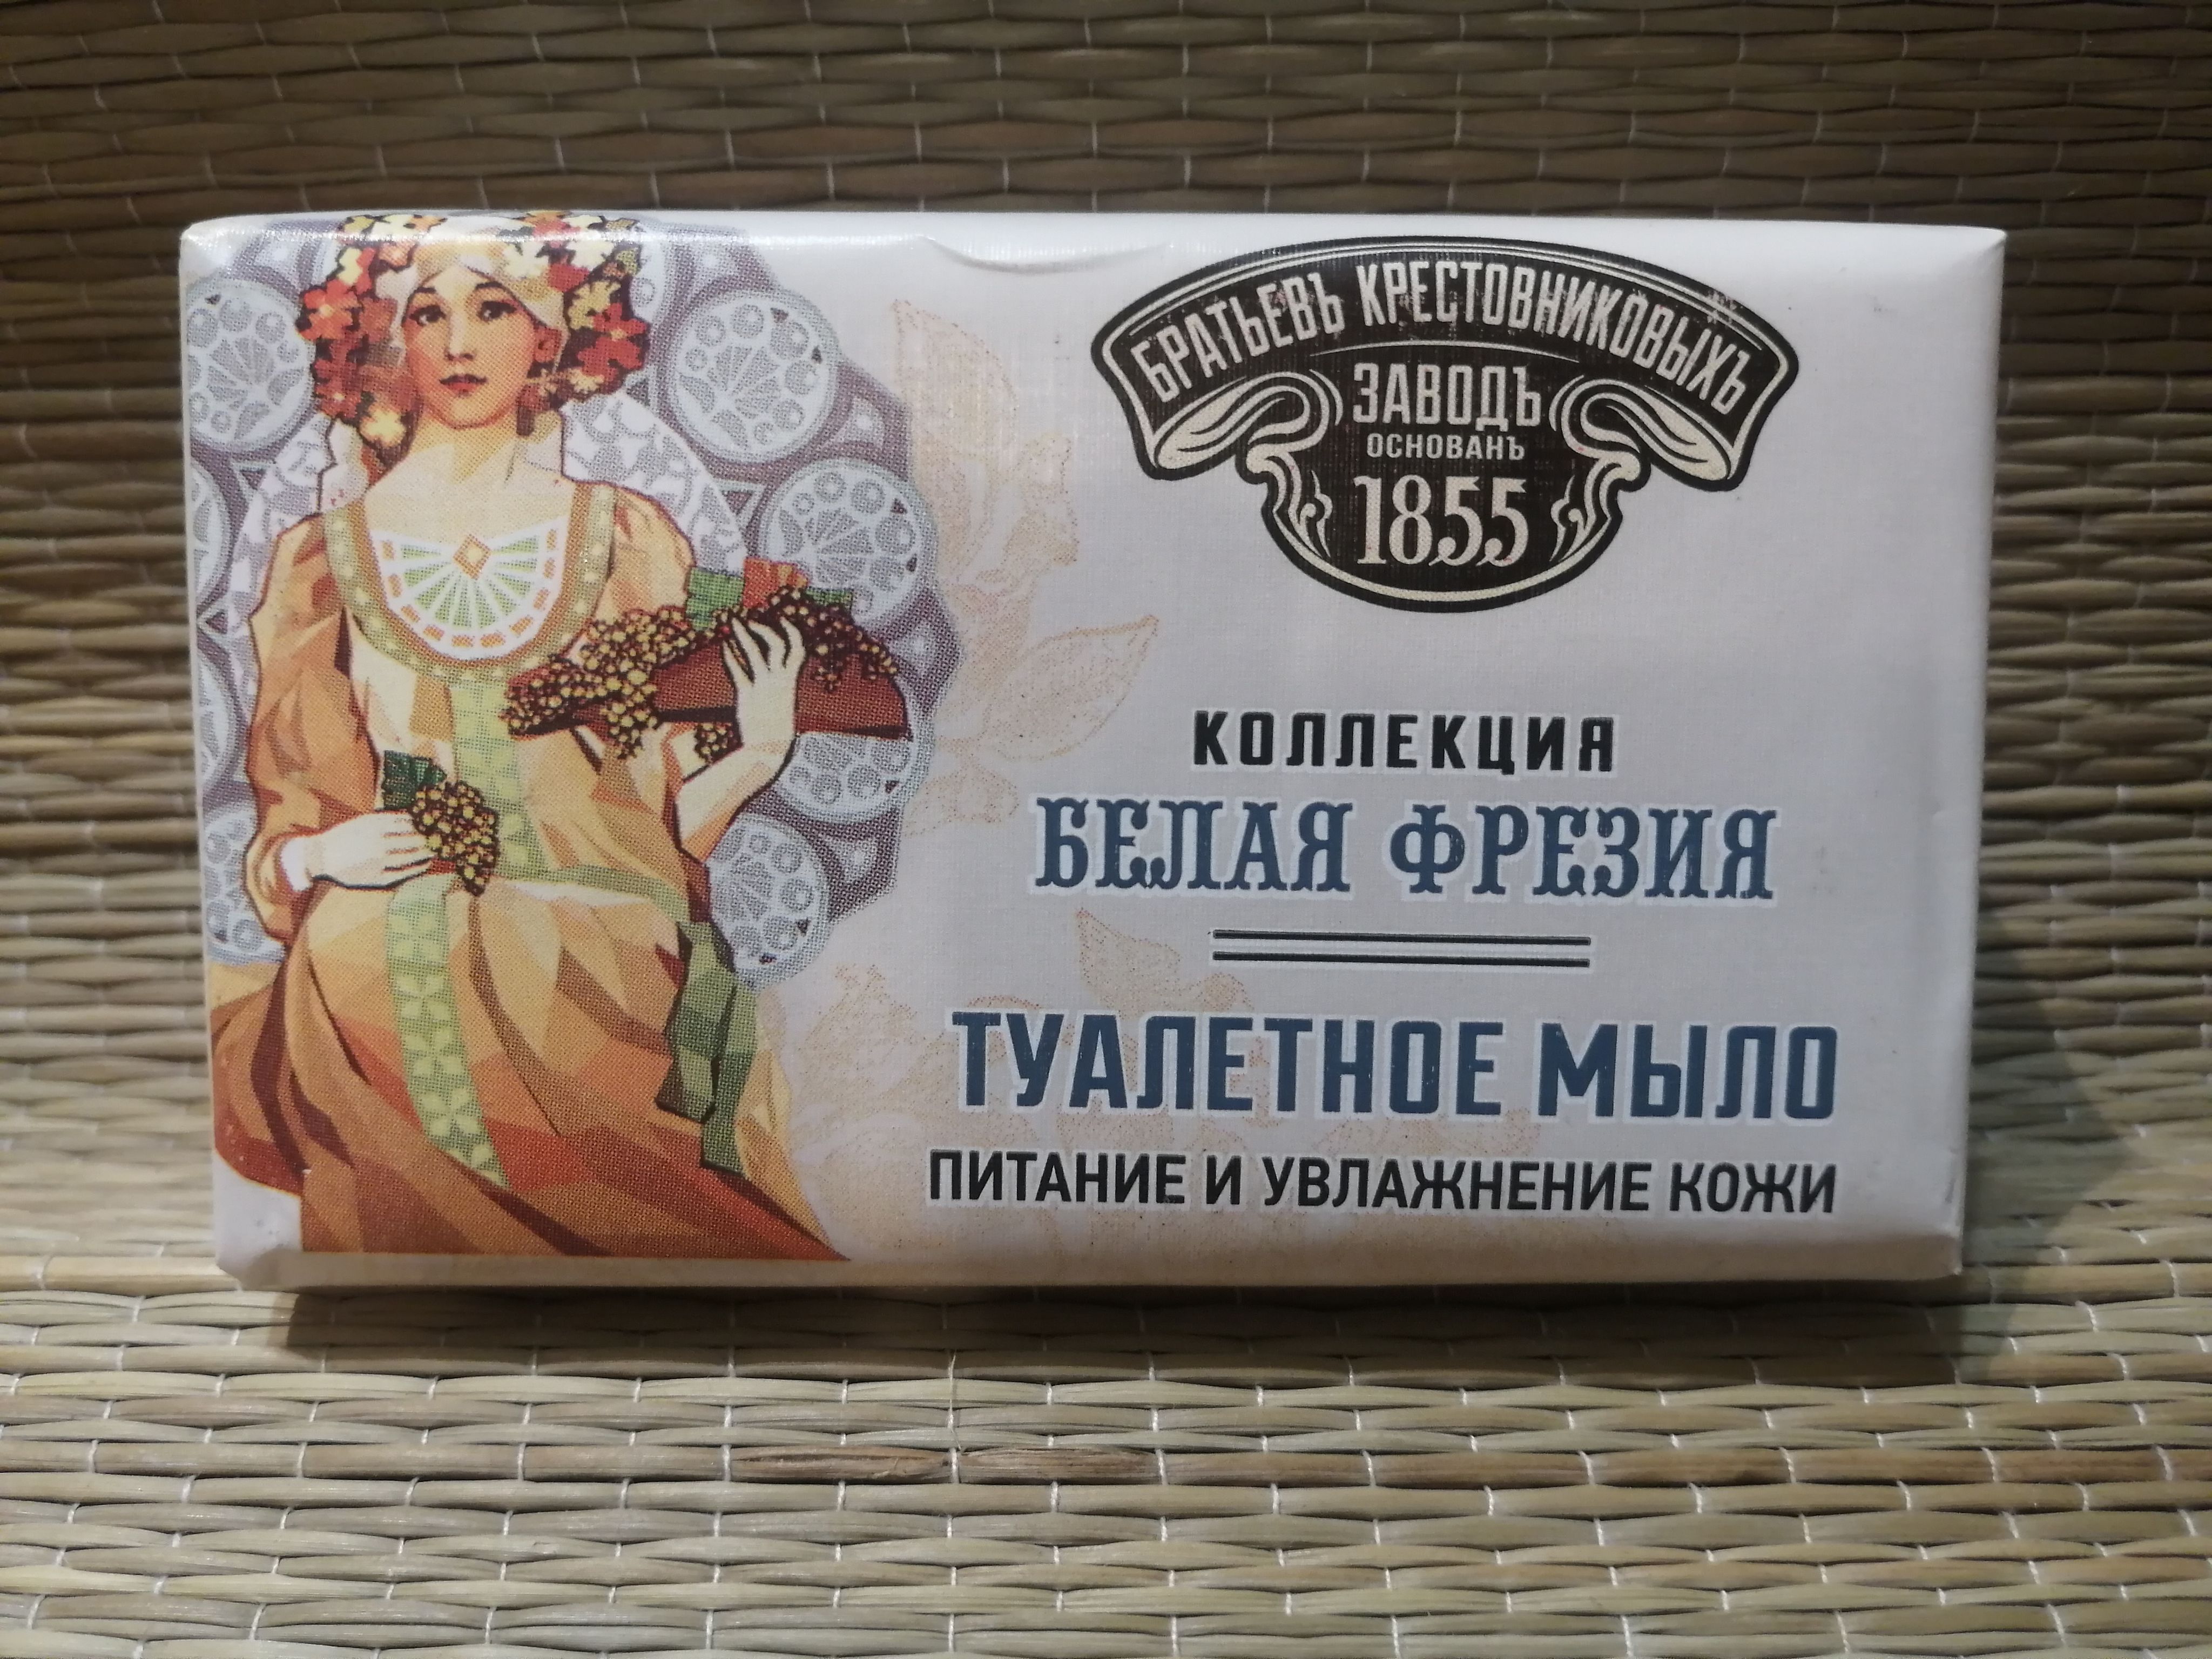 БРАТЬЕВЪ КРЕСТОВНИКОВЫХЪ
ЗАВОДЪ
ОСНОВАНЪ
1855
КОЛЛЕКЦИЯ
БЕЛАЯ ФРЕЗИЯ
ТУАЛЕТНОЕ МЫЛО
ПИТАНИЕ И УВЛАЖНЕНИЕ КОЖИ